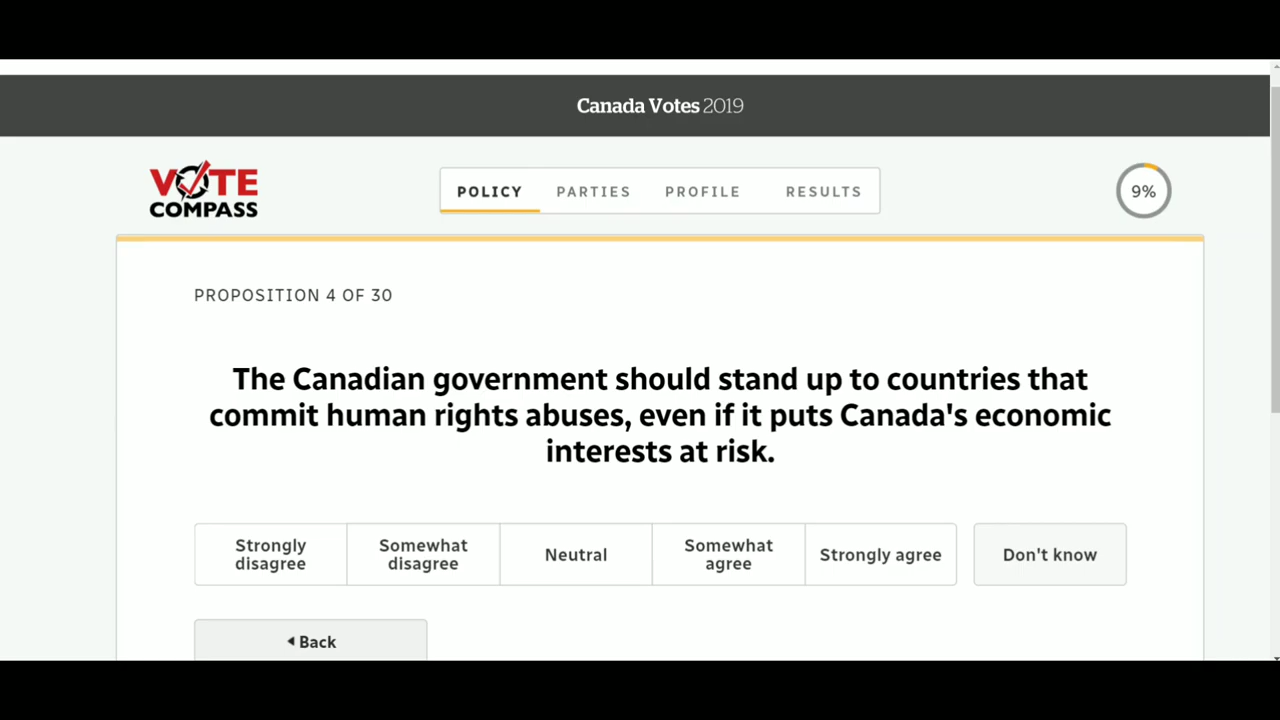 Canada Votes 2019
VOTE
COMPASS
POLICY PARTIES PROFILE RESULTS
9%
PROPOSITION 4 OF 30
The Canadian government should stand up to countries that
commit human rights abuses, even if it puts Canada's economic
interests at risk.
Strongly disagree
Somewhat disagree
Neutral
Somewhat agree
Strongly agree
Don't know
Back